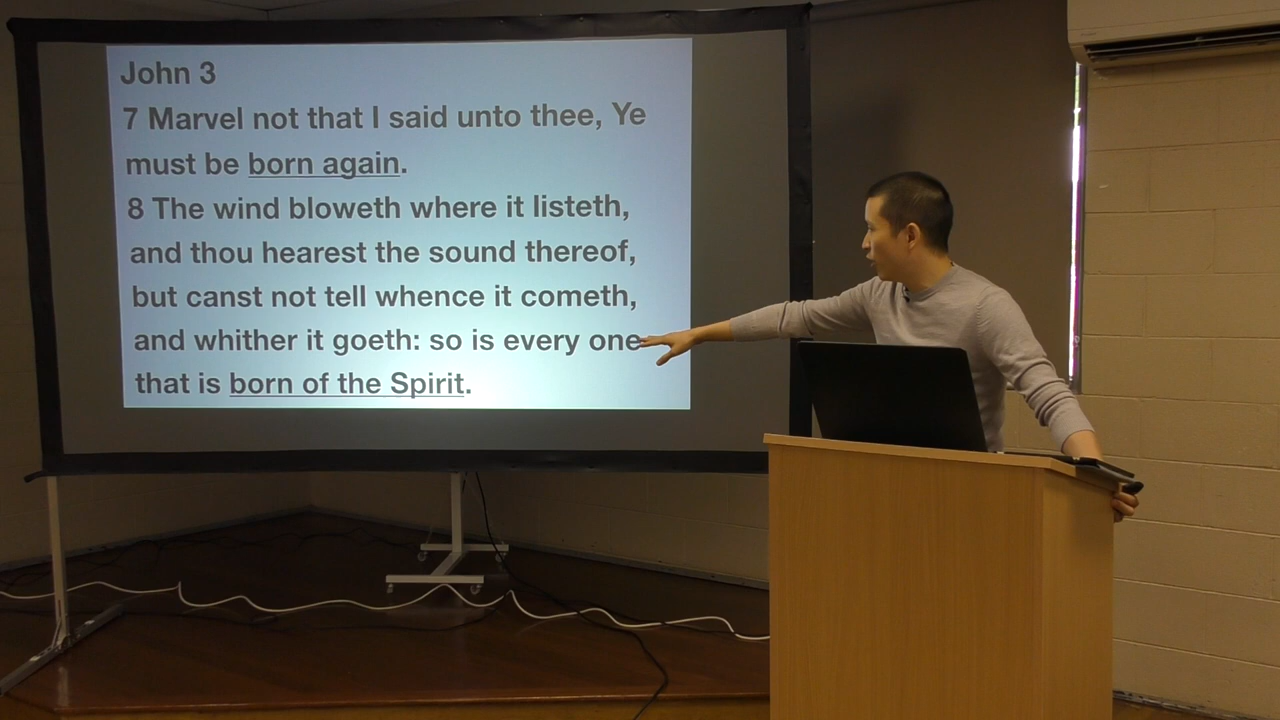 John 3
7 Marvel not that I said unto thee, Ye
must be born again.
8 The wind bloweth where it listeth,
and thou hearest the sound thereof,
but canst not tell whence it cometh,
and whither it goeth: so is every one
that is born of the Spirit.